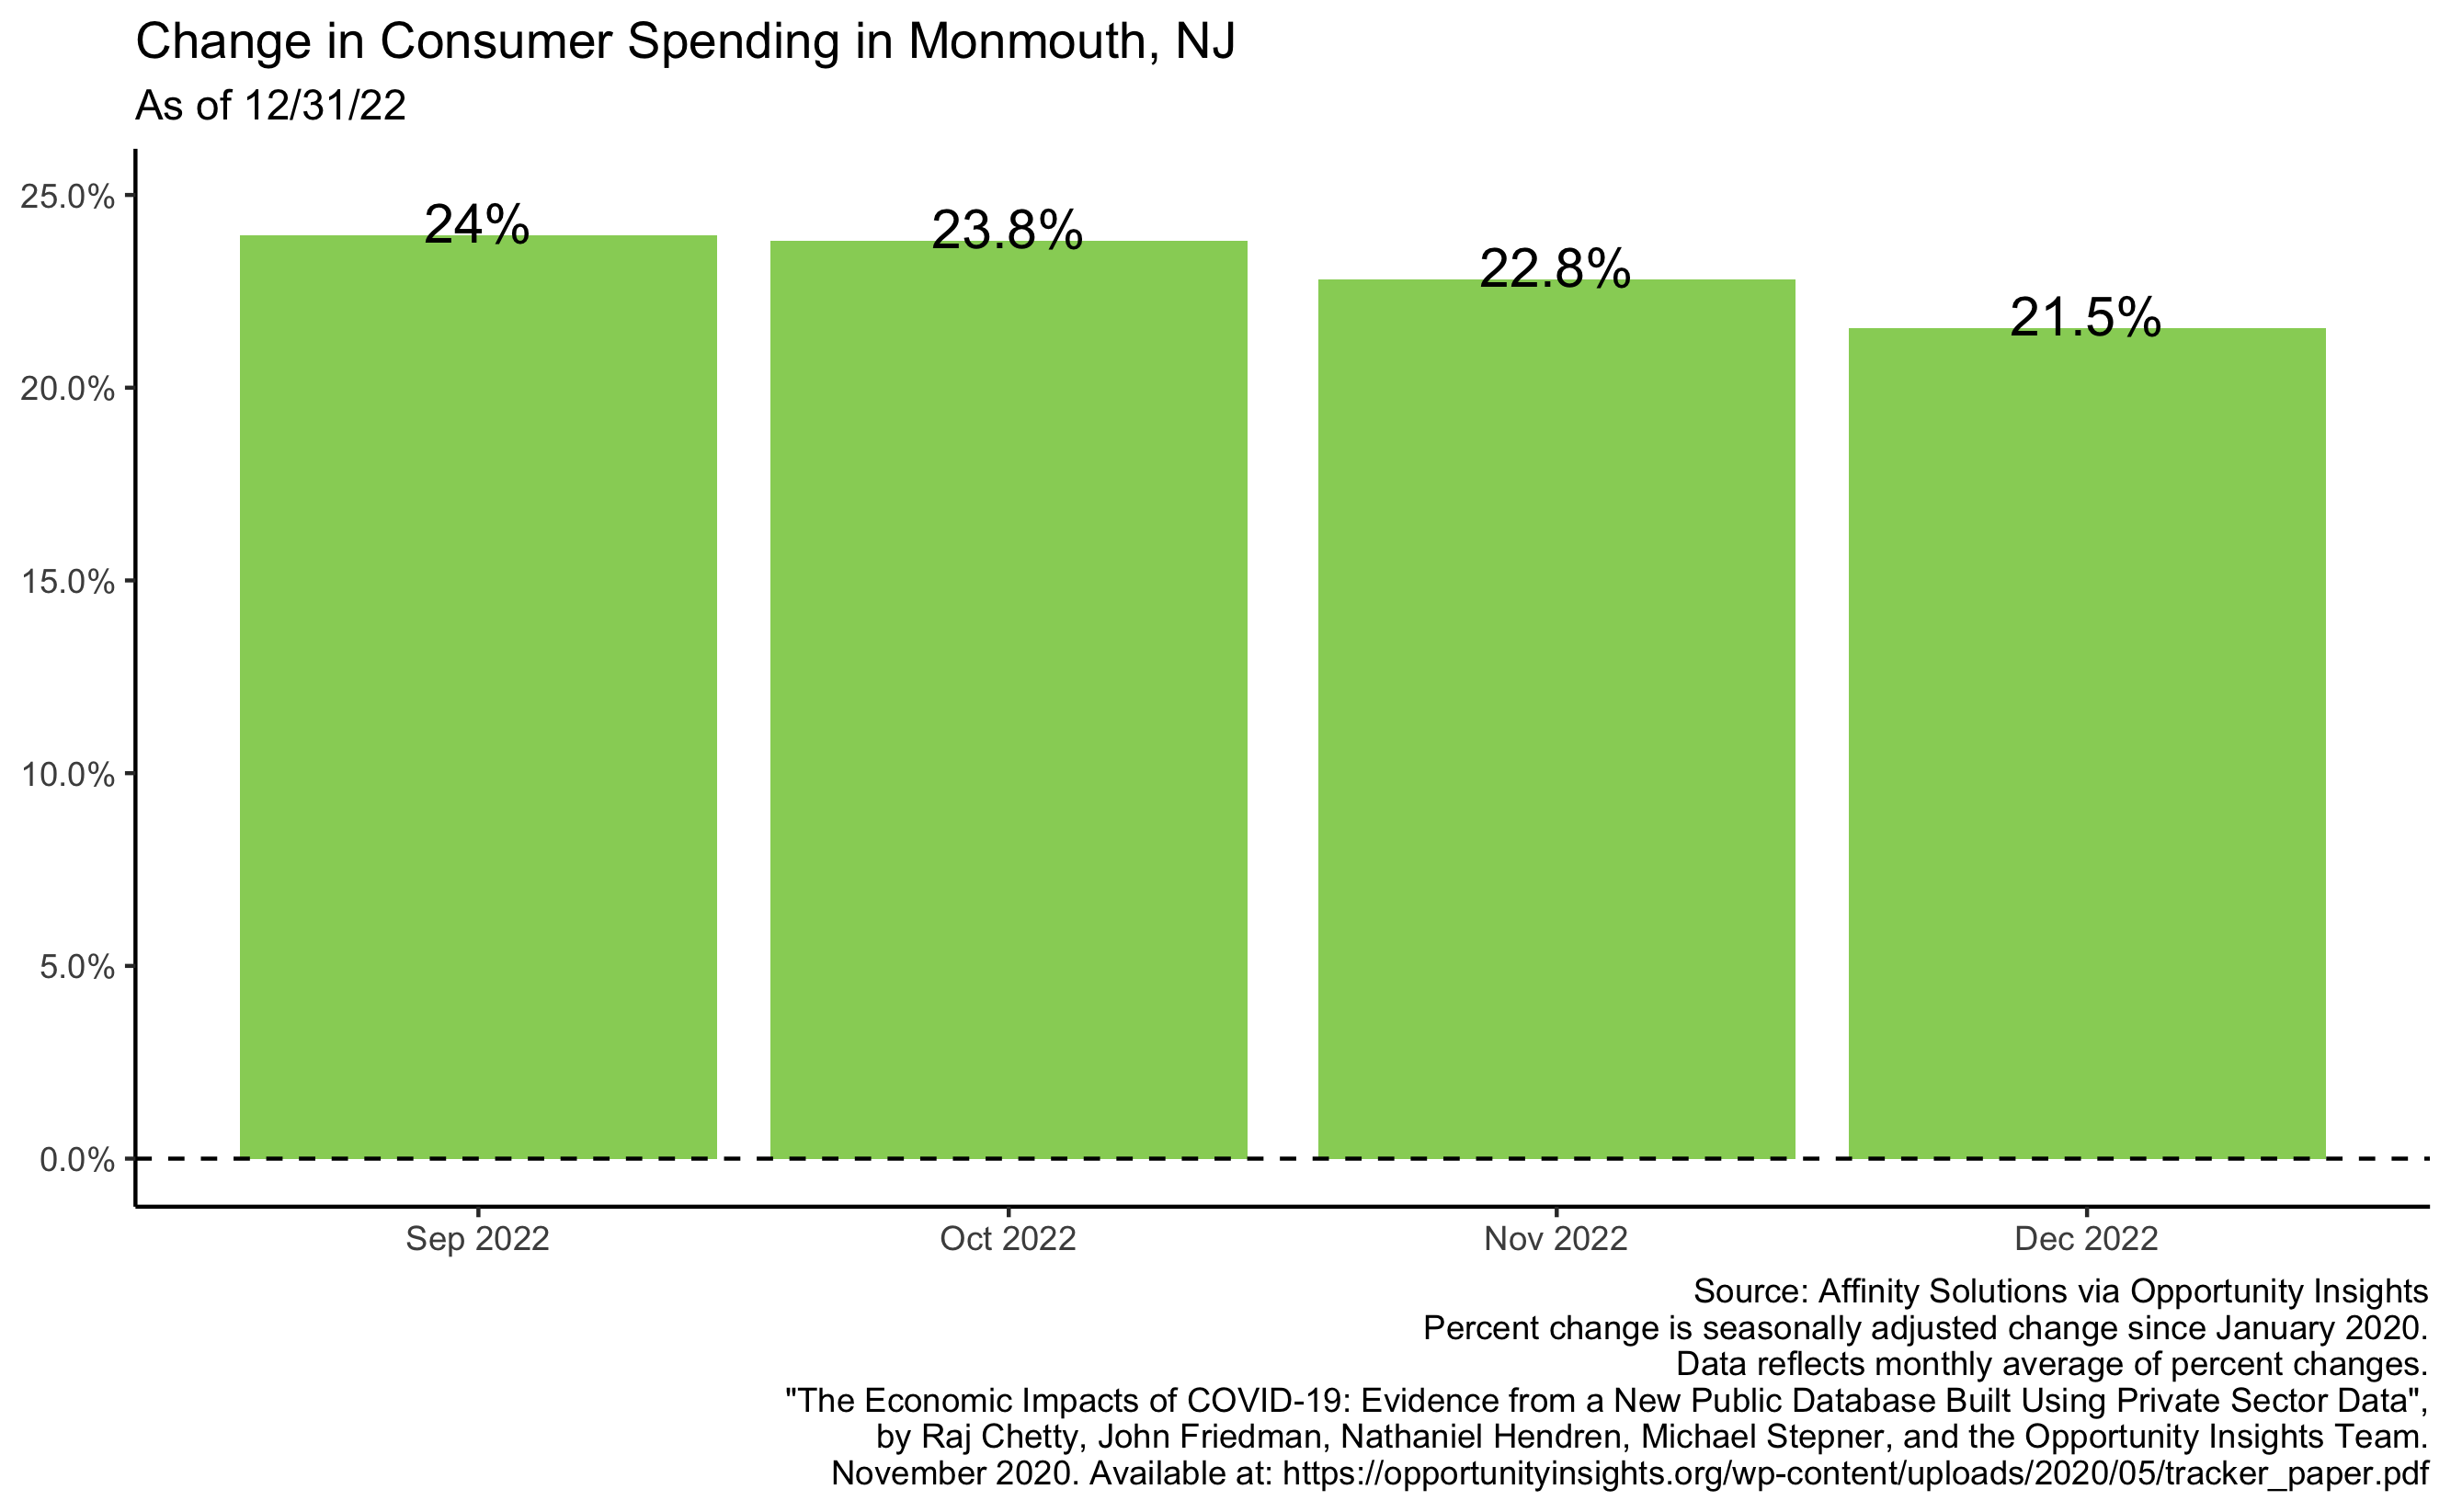 Change in Consumer Spending in Monmouth, NJ
As of 12/31/22
25.0%
20.0%
15.0%
10.0%
5.0%
0.0%
24%
23.8%
22.8%
21.5%
Sep 2022
Oct 2022
Nov 2022
Dec 2022
Source: Affinity Solutions via Opportunity Insights
Percent change is seasonally adjusted change since January 2020.
Data reflects monthly average of percent changes.
"The Economic Impacts of COVID-19: Evidence from a New Public Database Built Using Private Sector Data",
by Raj Chetty, John Friedman, Nathaniel Hendren, Michael Stepner, and the Opportunity Insights Team.
November 2020. Available at: https://opportunityinsights.org/wp-content/uploads/2020/05/tracker_paper.pdf